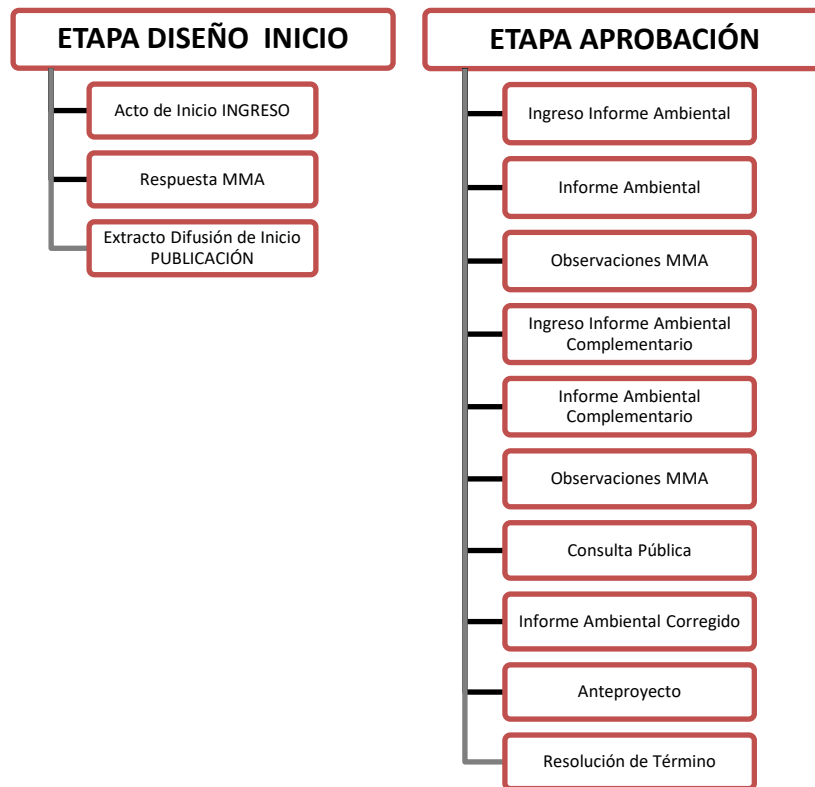 ETAPA DISEÑO INICIO
Acto de Inicio INGRESO
Respuesta MMA
Extracto Difusión de Inicio
PUBLICACIÓN
ETAPA APROBACIÓN
Ingreso Informe Ambiental
Informe Ambiental
Observaciones MMA
Ingreso Informe Ambiental
Complementario
Informe Ambiental
Complementario
Observaciones MMA
Consulta Pública
Informe Ambiental Corregido
Anteproyecto
Resolución de Término